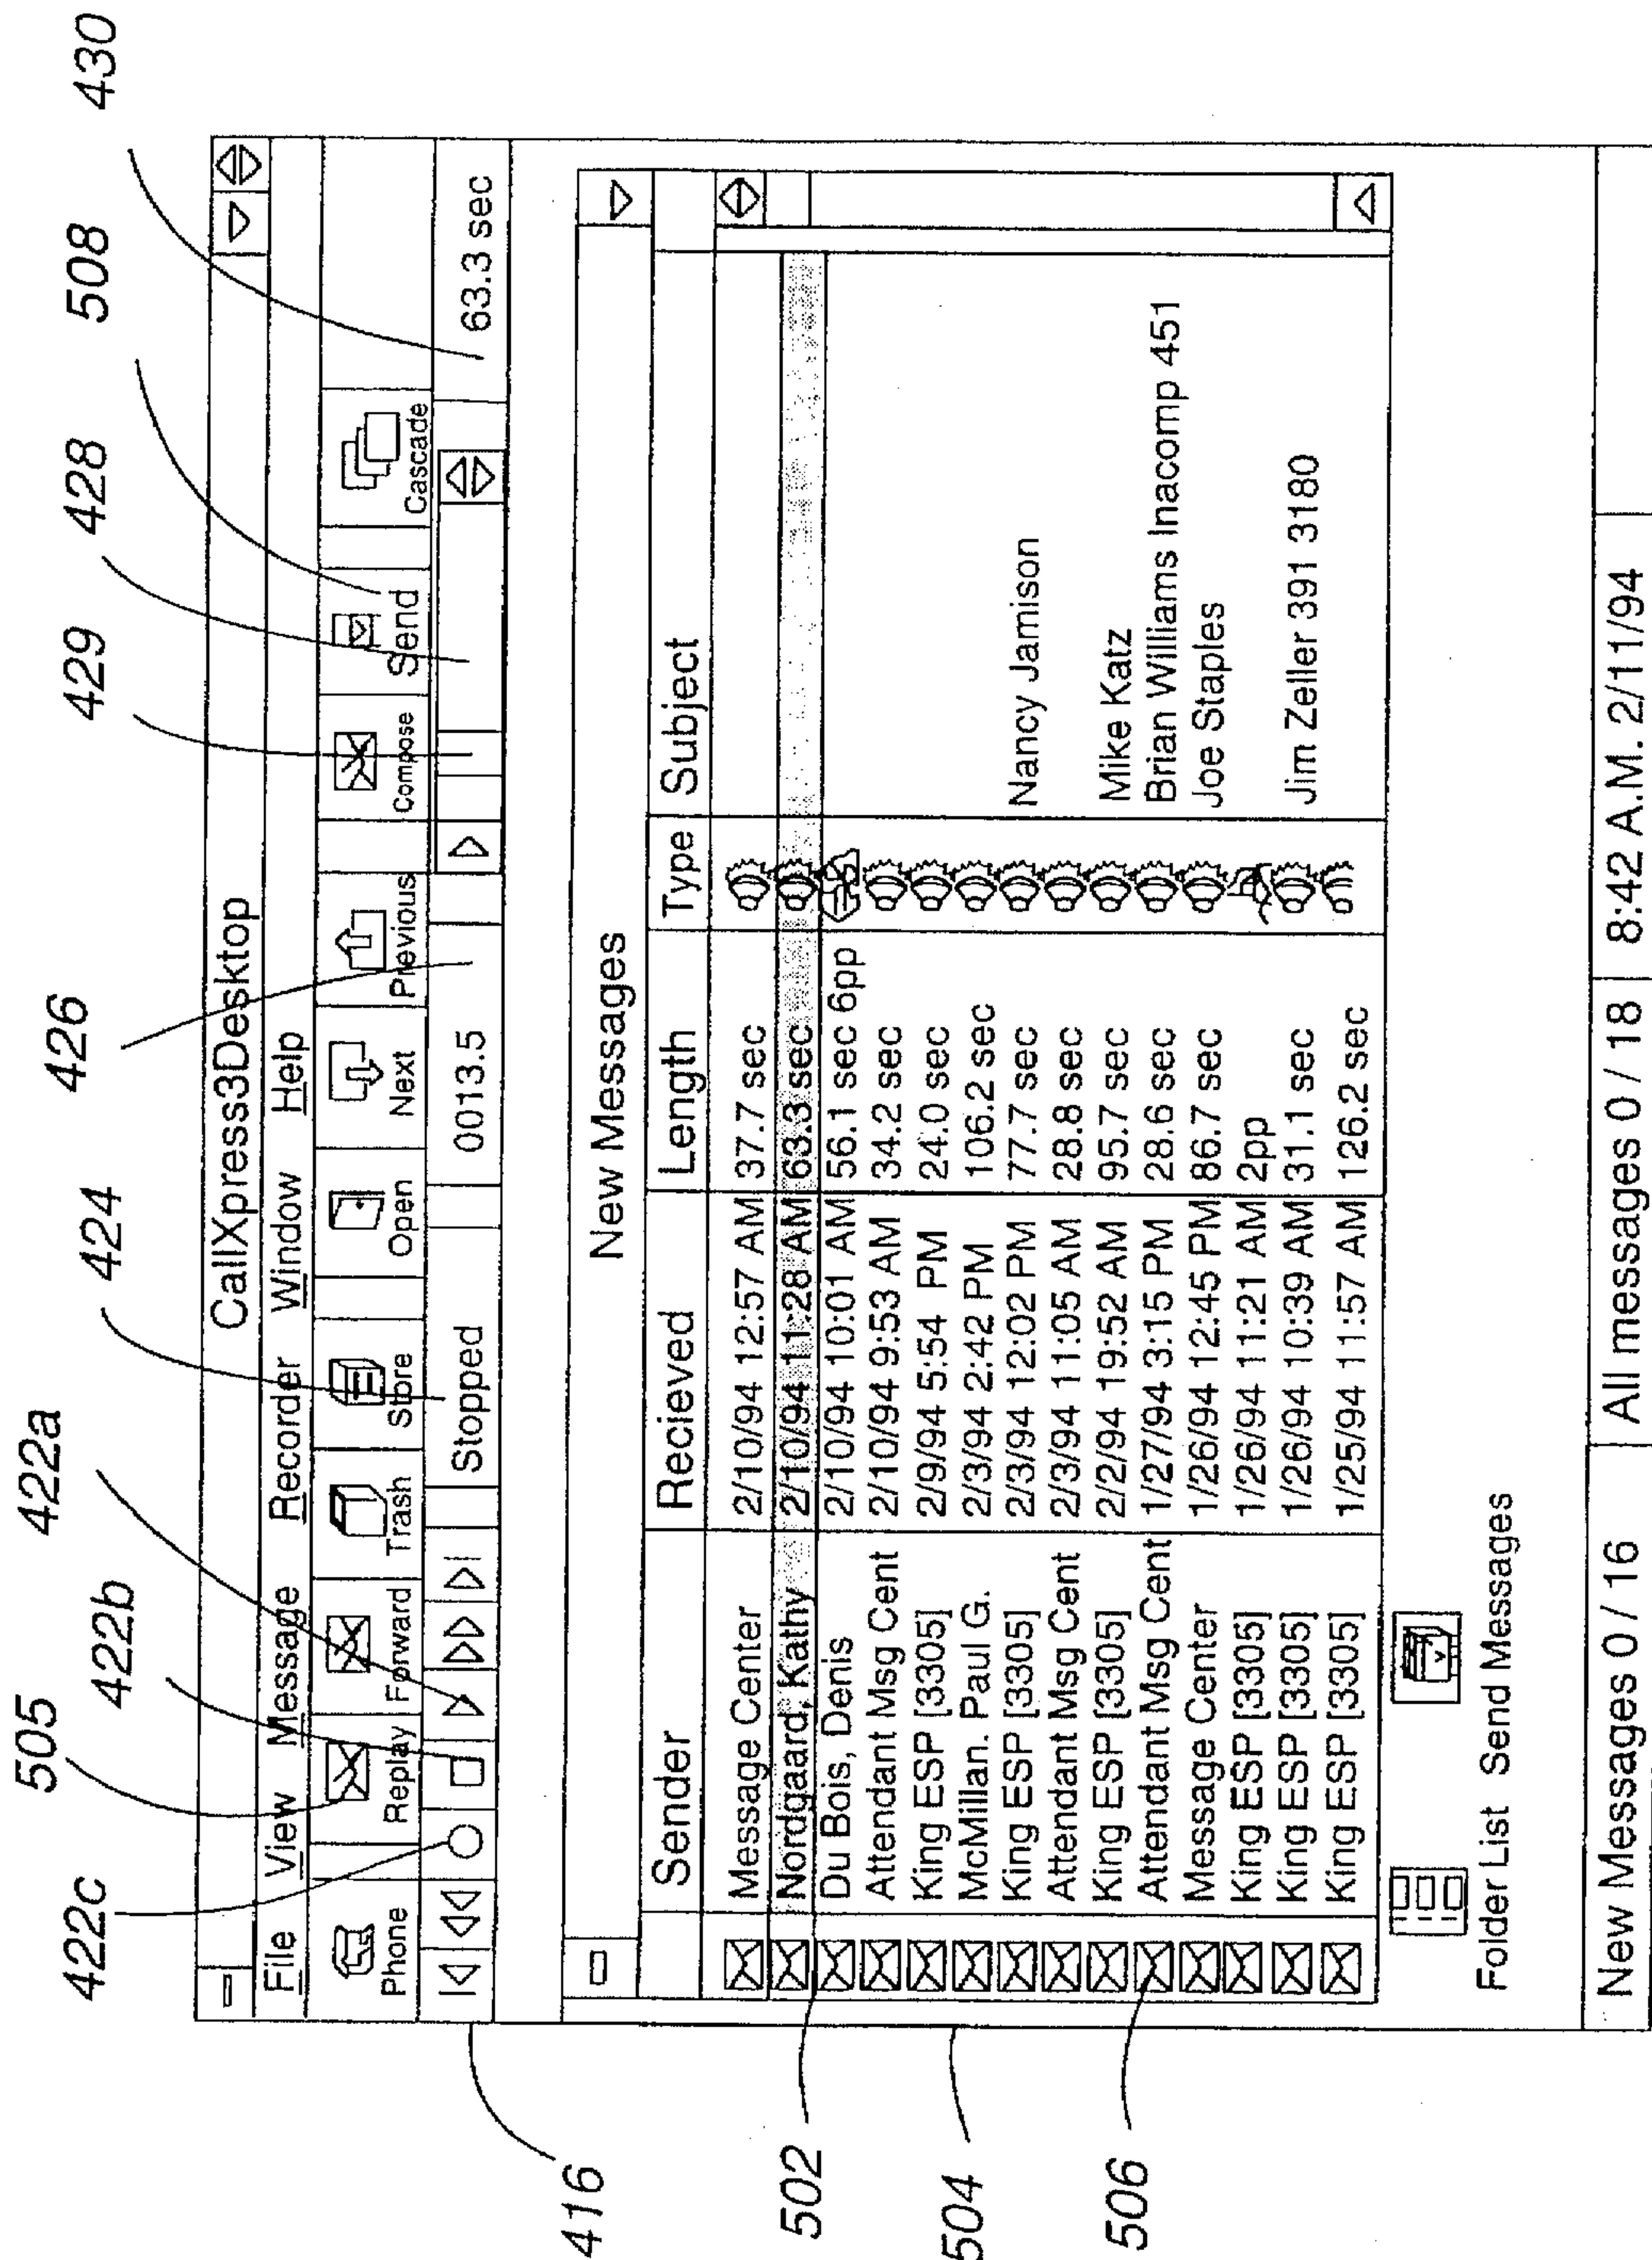 505 422b 422a 424 426 429 428 508 430
422c
CallXpress3Desktop
File View Message Recorder Window Help
Phone Replay Forward Trash Store Open Next Previous Compose Send Cascade
Stopped 0013.5 63.3 sec
416
New Messages
Sender Recieved Length Type Subject
Message Center 2/10/94 12:57 AM 37.7 sec
Nordgaard, Kathy 2/10/94 11:28 AM 63.3 sec
502
Du Bois, Denis 2/10/94 10:01 AM 56.1 sec 6pp
Attendant Msg Cent 2/10/94 9:53 AM 34.2 sec
King ESP [3305] 2/9/94 5:54 PM 24.0 sec
504
McMillan. Paul G. 2/3/94 2:42 PM 106.2 sec
King ESP [3305] 2/3/94 12:02 PM 77.7 sec Nancy Jamison
Attendant Msg Cent 2/3/94 11:05 AM 28.8 sec
King ESP [3305] 2/2/94 19:52 AM 95.7 sec Mike Katz
506
Attendant Msg Cent 1/27/94 3:15 PM 28.6 sec Brian Williams Inacomp 451
Message Center 1/26/94 12:45 PM 86.7 sec Joe Staples
King ESP [3305] 1/26/94 11:21 AM 2pp
King ESP [3305] 1/26/94 10:39 AM 31.1 sec Jim Zeller 391 3180
King ESP [3305] 1/25/94 11:57 AM 126.2 sec
Folder List Send Messages
New Messages 0 / 16 All messages 0 / 18 8:42 A.M. 2/11/94